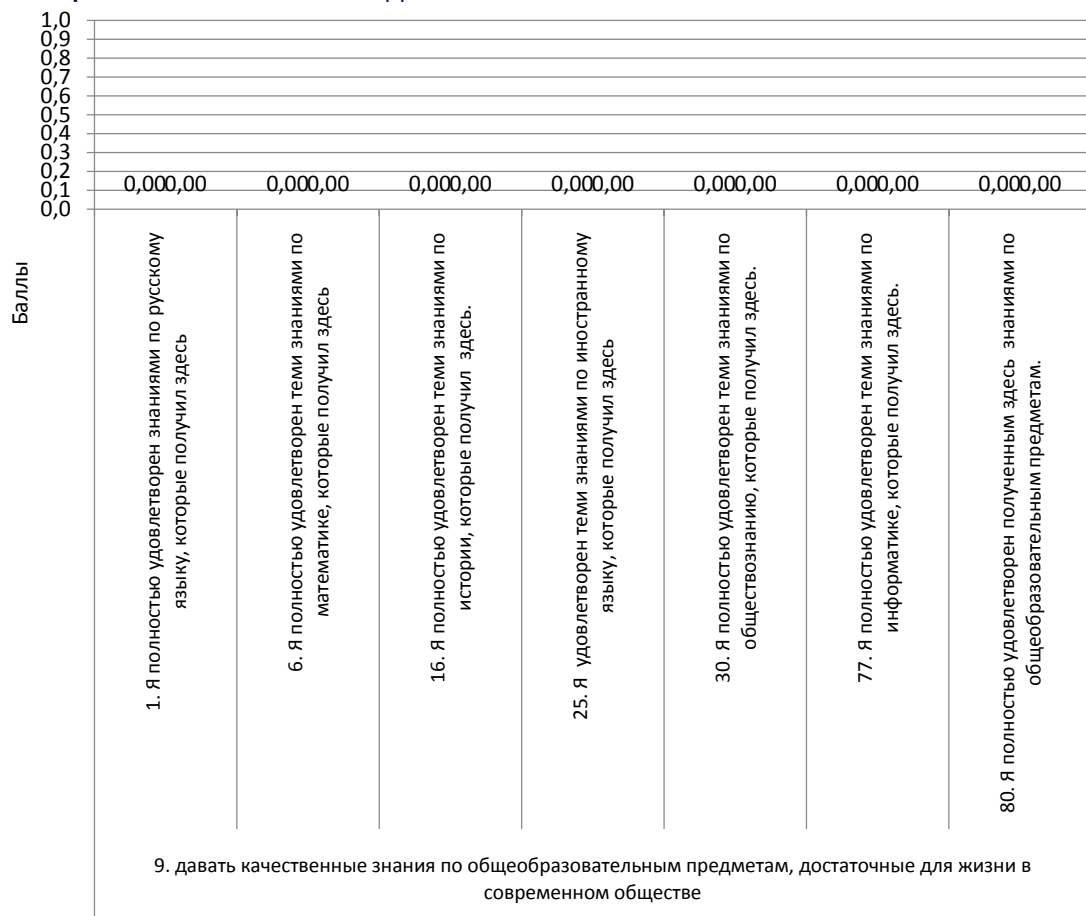 1,0
0,9
0,8
0,7
0,6
0,5
0,4
0,3
0,2
0,1
0,0
Баллы
0,000,00
0,000,00
0,000,00
0,000,00
0,000,00
0,000,00
0,000,00
1. Я полностью удовлетворен знаниями по русскому
языку, которые получил здесь
6. Я полностью удовлетворен теми знаниями по
математике, которые получил здесь
16. Я полностью удовлетворен теми знаниями по
истории, которые получил здесь.
25. Я удовлетворен теми знаниями по иностранному
языку, которые получил здесь
30. Я полностью удовлетворен теми знаниями по
обществознанию, которые получил здесь.
77. Я полностью удовлетворен теми знаниями по
информатике, которые получил здесь.
80. Я полностью удовлетворен полученным здесь знаниями по
общеобразовательным предметам.
9. давать качественные знания по общеобразовательным предметам, достаточные для жизни в
современном обществе